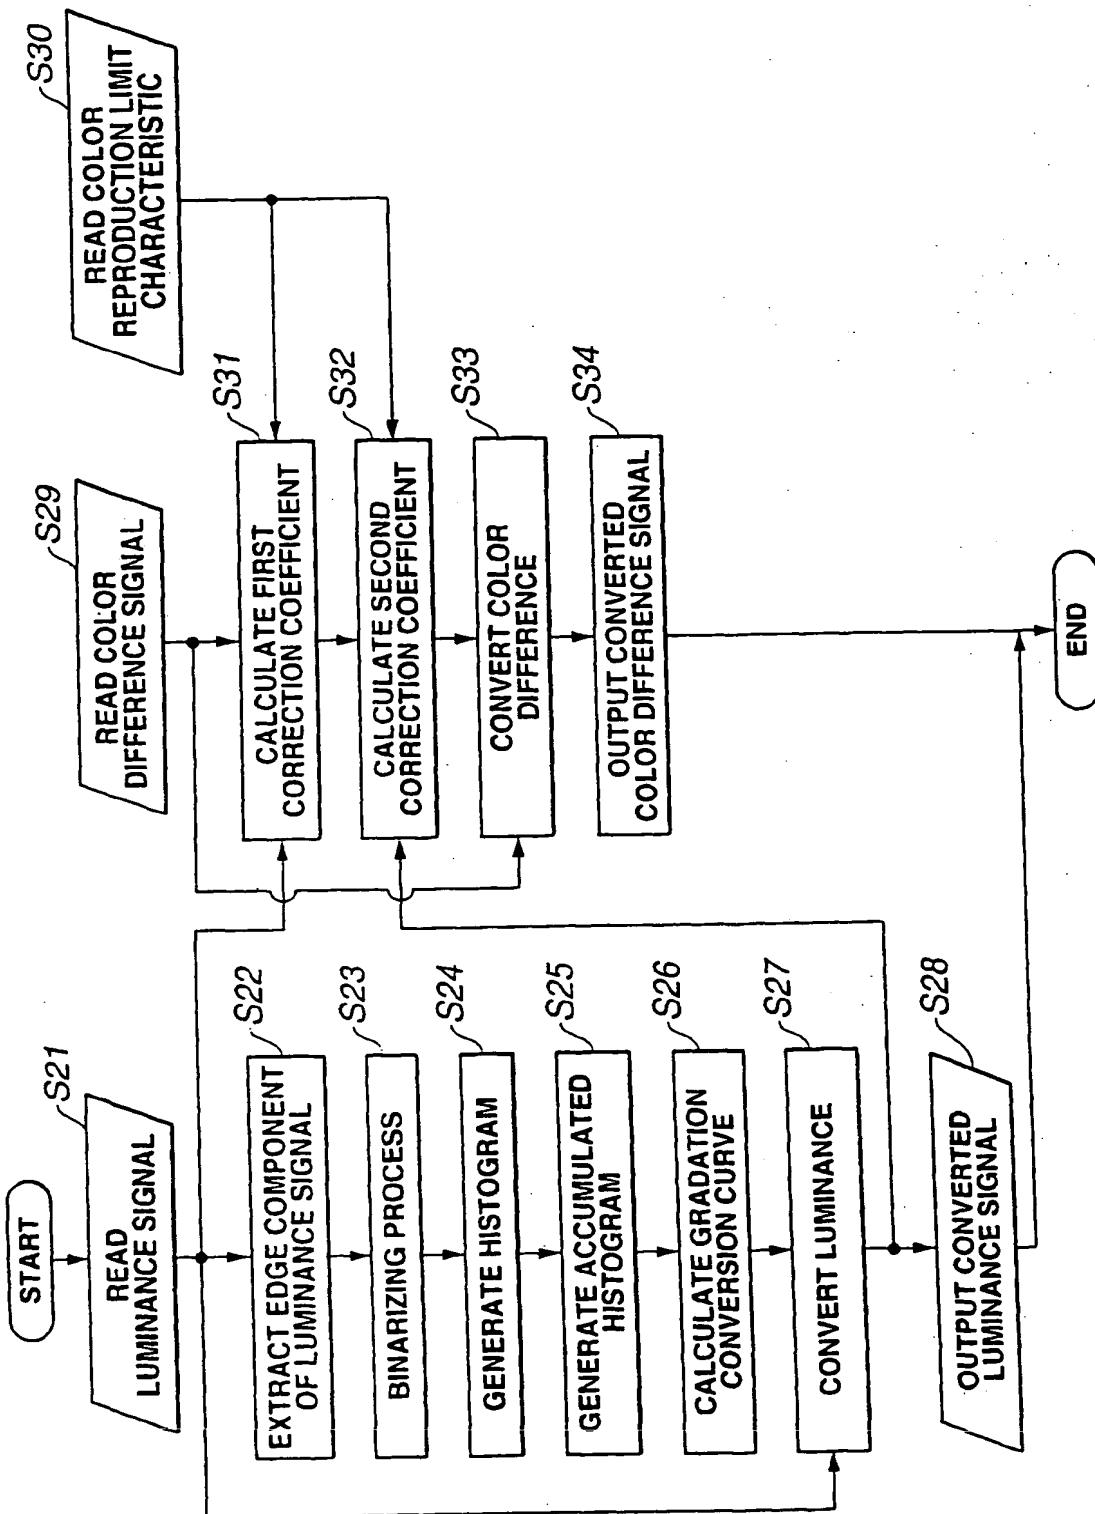 START
S21
READ
LUMINANCE SIGNAL
S22
EXTRACT EDGE COMPONENT
OF LUMINANCE SIGNAL
S23
BINARIZING PROCESS
S24
GENERATE HISTOGRAM
S25
GENERATE ACCUMULATED
HISTOGRAM
S26
CALCULATE GRADATION
CONVERSION CURVE
S27
CONVERT LUMINANCE
S28
OUTPUT CONVERTED
LUMINANCE SIGNAL
S29
READ COLOR
DIFFERENCE SIGNAL
S30
READ COLOR
REPRODUCTION LIMIT
CHARACTERISTIC
S31
CALCULATE FIRST
CORRECTION COEFFICIENT
S32
CALCULATE SECOND
CORRECTION COEFFICIENT
S33
CONVERT COLOR
DIFFERENCE
S34
OUTPUT CONVERTED
COLOR DIFFERENCE SIGNAL
END